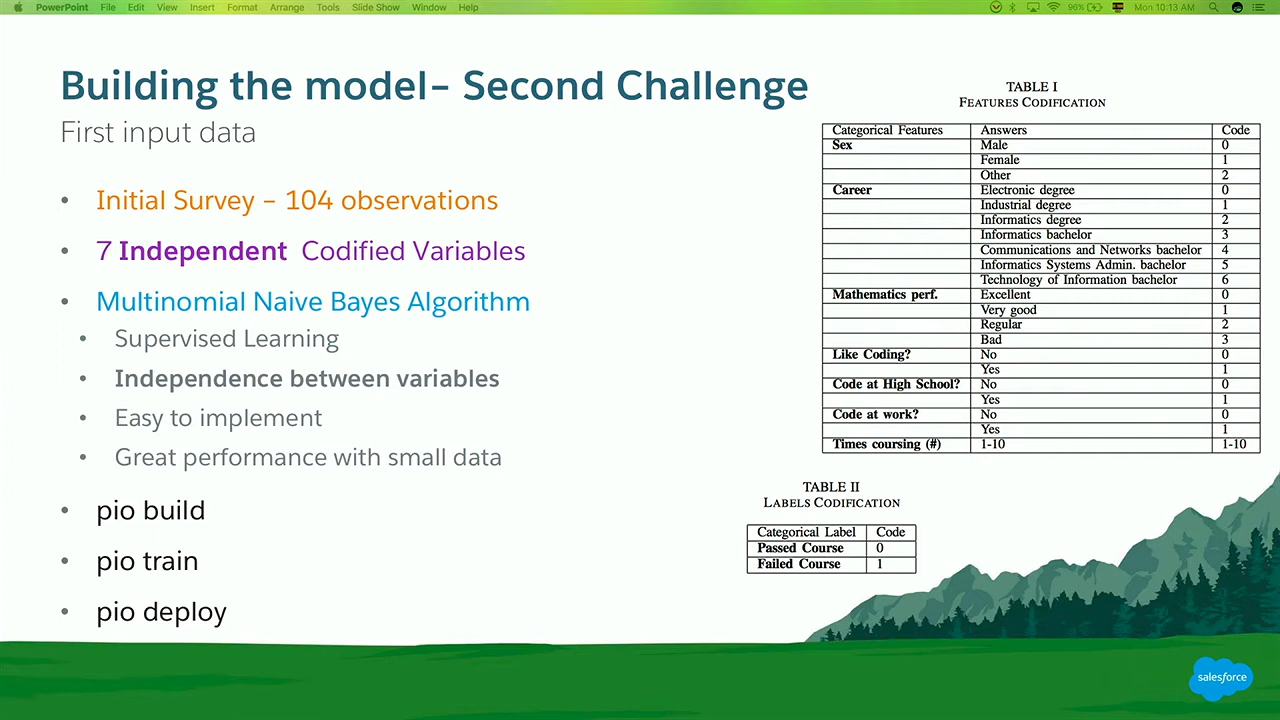 PowerPoint File Edit View Insert Format Arrange Tools Slide Show Window Help 96% Mon 10:13 AM
Building the model– Second Challenge
First input data
• Initial Survey – 104 observations
• 7 Independent Codified Variables
• Multinomial Naive Bayes Algorithm
• Supervised Learning
• Independence between variables
• Easy to implement
• Great performance with small data
• pio build
• pio train
• pio deploy
TABLE I
FEATURES CODIFICATION
Categorical Features Answers Code
Sex Male 0
Female 1
Other 2
Career Electronic degree 0
Industrial degree 1
Informatics degree 2
Informatics bachelor 3
Communications and Networks bachelor 4
Informatics Systems Admin. bachelor 5
Technology of Information bachelor 6
Mathematics perf. Excellent 0
Very good 1
Regular 2
Bad 3
Like Coding? No 0
Yes 1
Code at High School? No 0
Yes 1
Code at work? No 0
Yes 1
Times coursing (#) 1-10 1-10
TABLE II
LABELS CODIFICATION
Categorical Label Code
Passed Course 0
Failed Course 1
salesforce